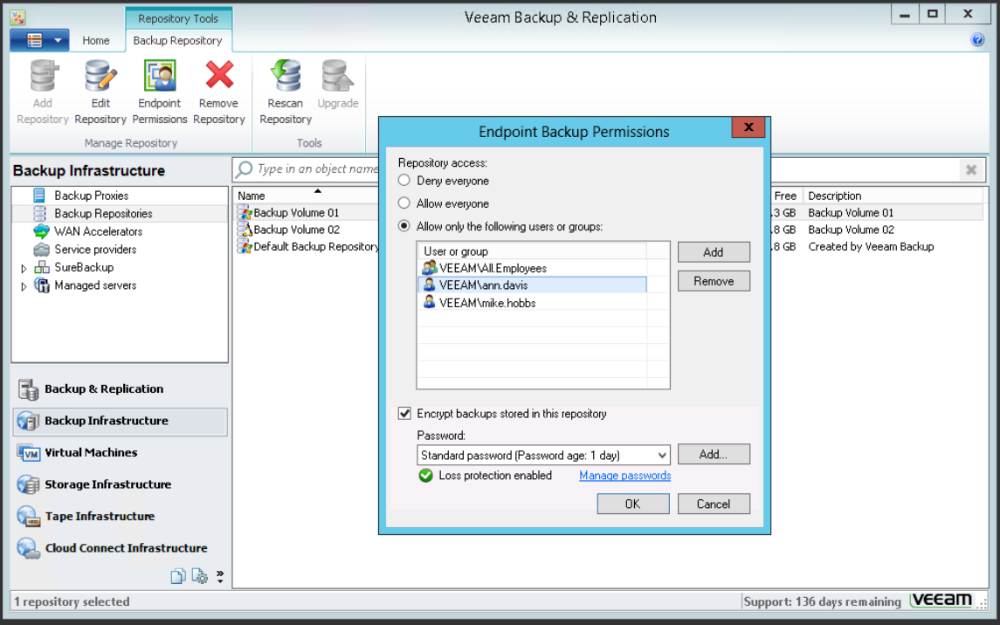 Repository Tools
Veeam Backup & Replication
Home
Backup Repository
Add
Repository
Edit
Repository
Endpoint
Permissions
Remove
Repository
Rescan
Repository
Upgrade
Manage Repository
Tools
Backup Infrastructure
Type in an object name
Backup Proxies
Backup Repositories
WAN Accelerators
Service providers
SureBackup
Managed servers
Name
Free
Description
Backup Volume 01
.3 GB
Backup Volume 01
Backup Volume 02
.8 GB
Backup Volume 02
Default Backup Repository
.8 GB
Created by Veeam Backup
Endpoint Backup Permissions
Repository access:
Deny everyone
Allow everyone
Allow only the following users or groups:
User or group
VEEAM\All.Employees
VEEAM\ann.davis
VEEAM\mike.hobbs
Add
Remove
Encrypt backups stored in this repository
Password:
Standard password (Password age: 1 day)
Add...
Loss protection enabled
Manage passwords
OK
Cancel
Backup & Replication
Backup Infrastructure
Virtual Machines
Storage Infrastructure
Tape Infrastructure
Cloud Connect Infrastructure
1 repository selected
Support: 136 days remaining
veeam